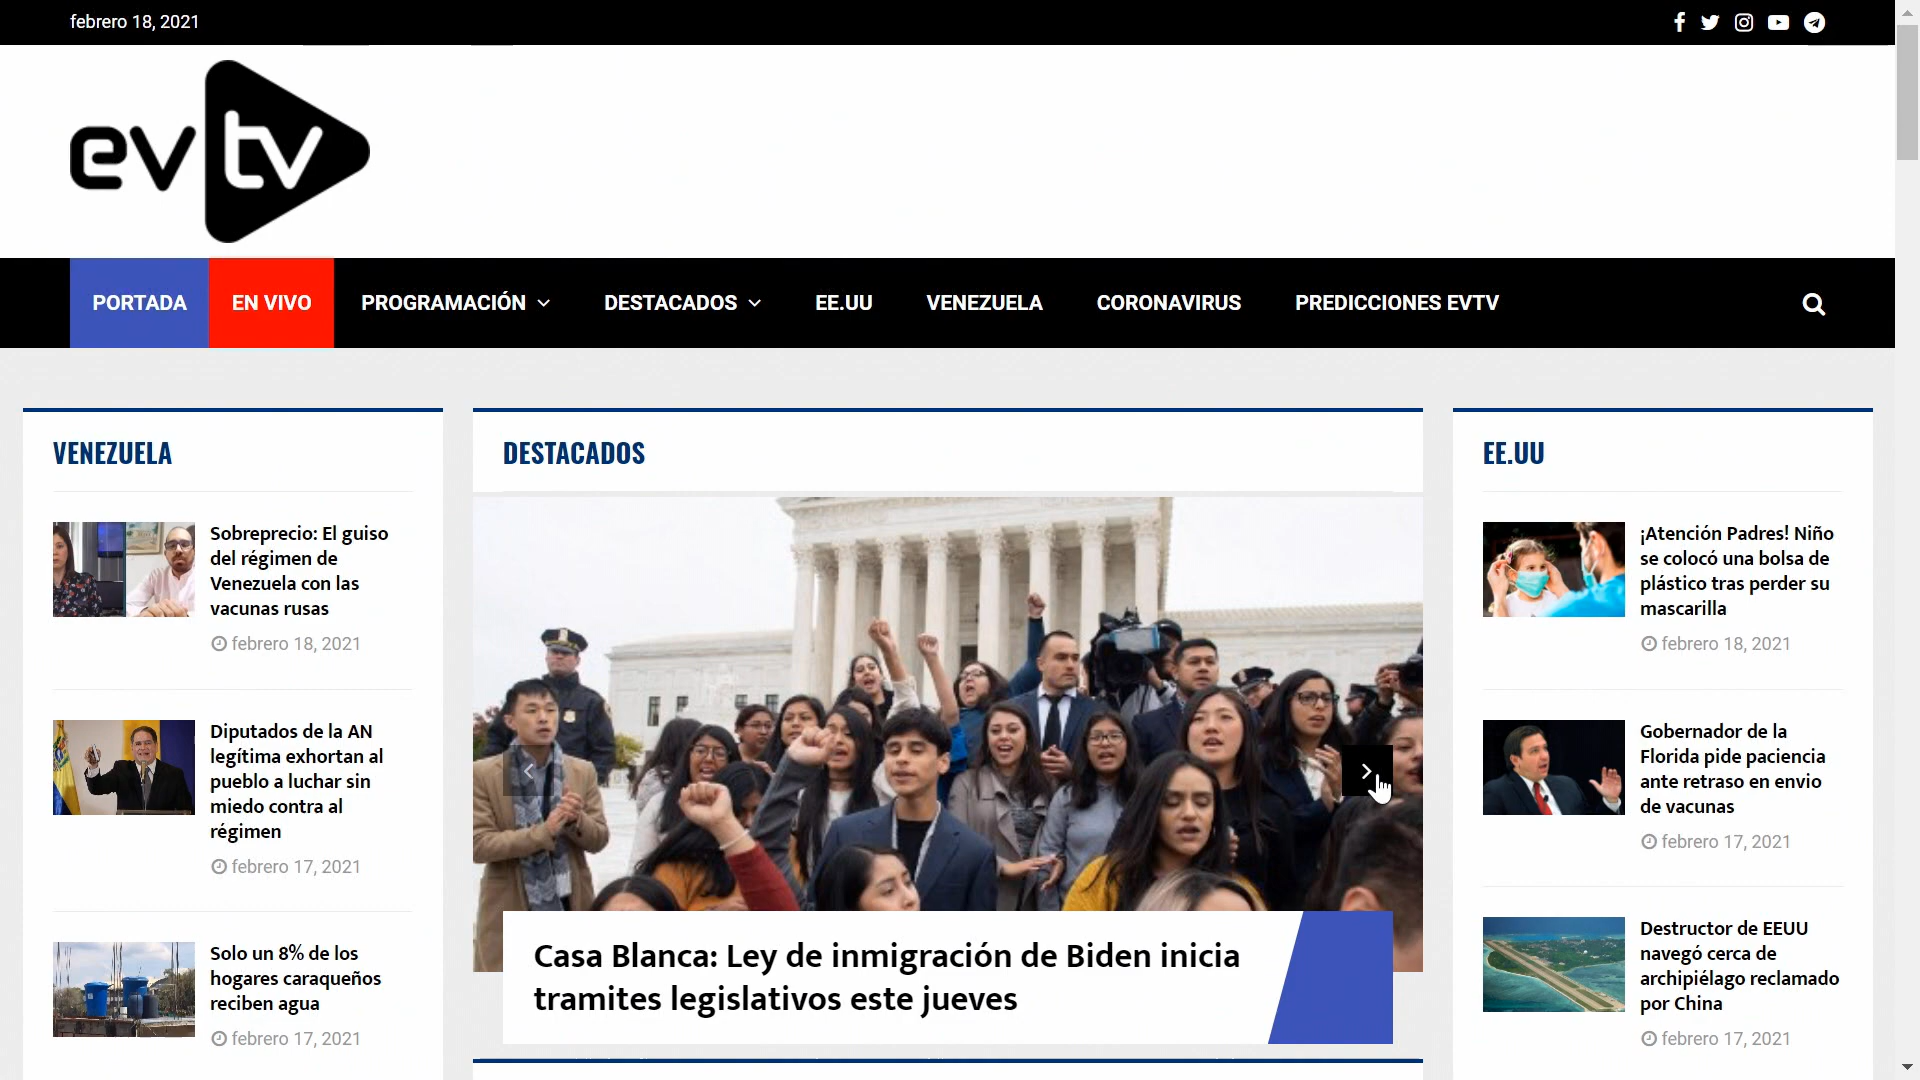 febrero 18, 2021
evtv
PORTADA
EN VIVO
PROGRAMACIÓN
DESTACADOS
EE.UU
VENEZUELA
CORONAVIRUS
PREDICCIONES EVTV
VENEZUELA
Sobreprecio: El guiso
del régimen de
Venezuela con las
vacunas rusas
febrero 18, 2021
Diputados de la AN
legítima exhortan al
pueblo a luchar sin
miedo contra al
régimen
febrero 17, 2021
Solo un 8% de los
hogares caraqueños
reciben agua
febrero 17, 2021
DESTACADOS
Casa Blanca: Ley de inmigración de Biden inicia
tramites legislativos este jueves
EE.UU
¡Atención Padres! Niño
se colocó una bolsa de
plástico tras perder su
mascarilla
febrero 18, 2021
Gobernador de la
Florida pide paciencia
ante retraso en envio
de vacunas
febrero 17, 2021
Destructor de EEUU
navegó cerca de
archipiélago reclamado
por China
febrero 17, 2021